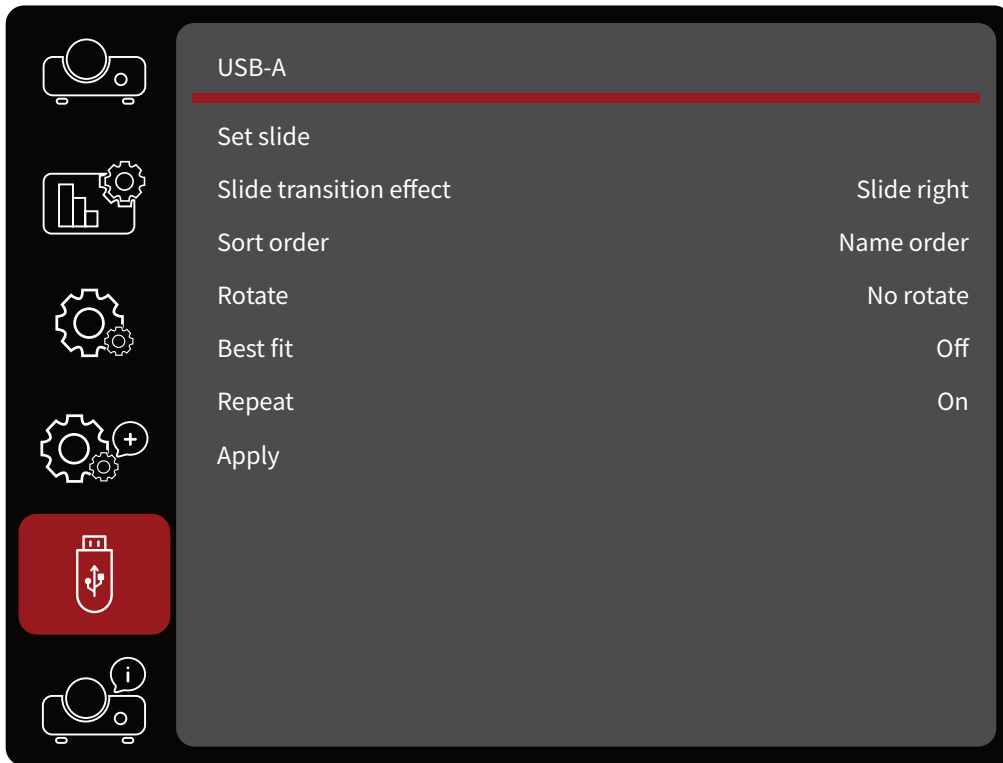 USB-A
Set slide
Slide transition effect Slide right
Sort order Name order
Rotate No rotate
Best fit Off
Repeat On
Apply
i